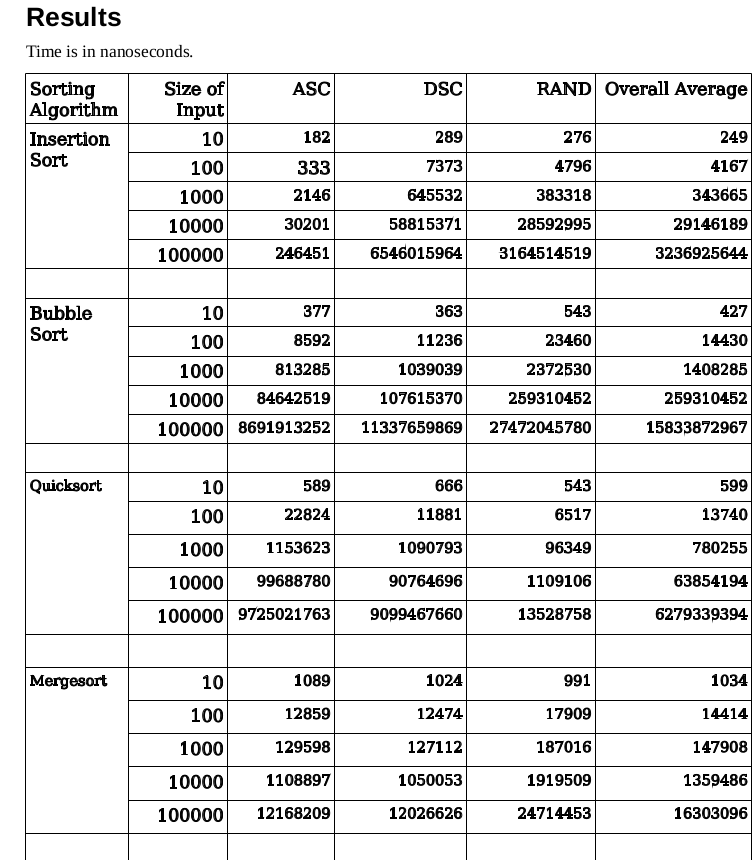 Results
Time is in nanoseconds.
Sorting Algorithm Size of Input ASC DSC RAND Overall Average
Insertion Sort 10 182 289 276 249
100 333 7373 4796 4167
1000 2146 645532 383318 343665
10000 30201 58815371 28592995 29146189
100000 246451 6546015964 3164514519 3236925644
Bubble Sort 10 377 363 543 427
100 8592 11236 23460 14430
1000 813285 1039039 2372530 1408285
10000 84642519 107615370 259310452 259310452
100000 8691913252 11337659869 27472045780 15833872967
Quicksort 10 589 666 543 599
100 22824 11881 6517 13740
1000 1153623 1090793 96349 780255
10000 99688780 90764696 1109106 63854194
100000 9725021763 9099467660 13528758 6279339394
Mergesort 10 1089 1024 991 1034
100 12859 12474 17909 14414
1000 129598 127112 187016 147908
10000 1108897 1050053 1919509 1359486
100000 12168209 12026626 24714453 16303096